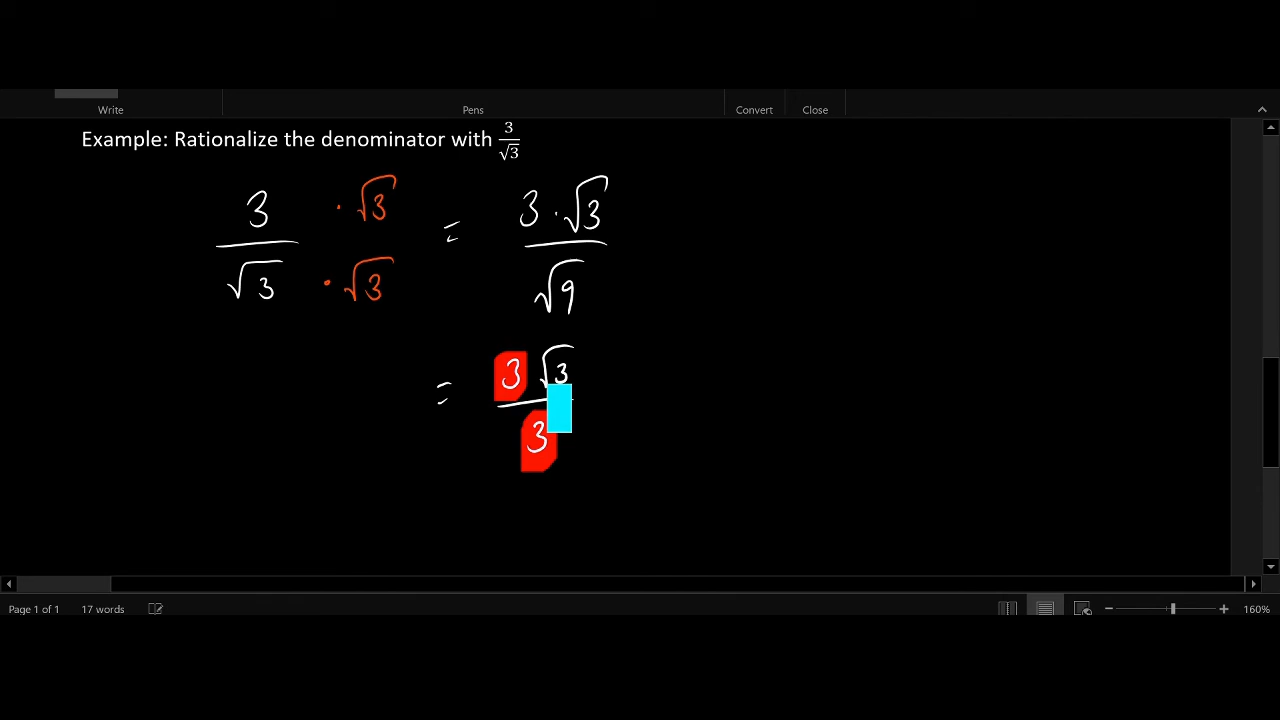 Write Pens Convert Close
Example: Rationalize the denominator with 3/√3
3/√3 · √3/· √3 = 3 · √3/√9
= 3 √3/3
Page 1 of 1 17 words 160%